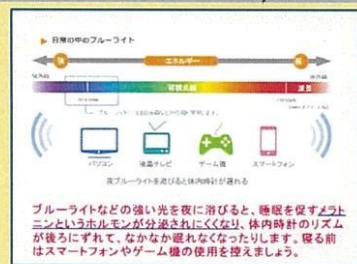 日常の中のブルーライト
強 エネルギー 弱
可視光線
波長
パソコン 液晶テレビ ゲーム機 スマートフォン
夜ブルーライトを浴びると体内時計が遅れる
ブルーライトなどの強い光を夜に浴びると、睡眠を促すメラト
ニンというホルモンが分泌されにくくなり、体内時計のリズム
が後ろにずれて、なかなか眠れなくなったりします。寝る前
はスマートフォンやゲーム機の使用を控えましょう。